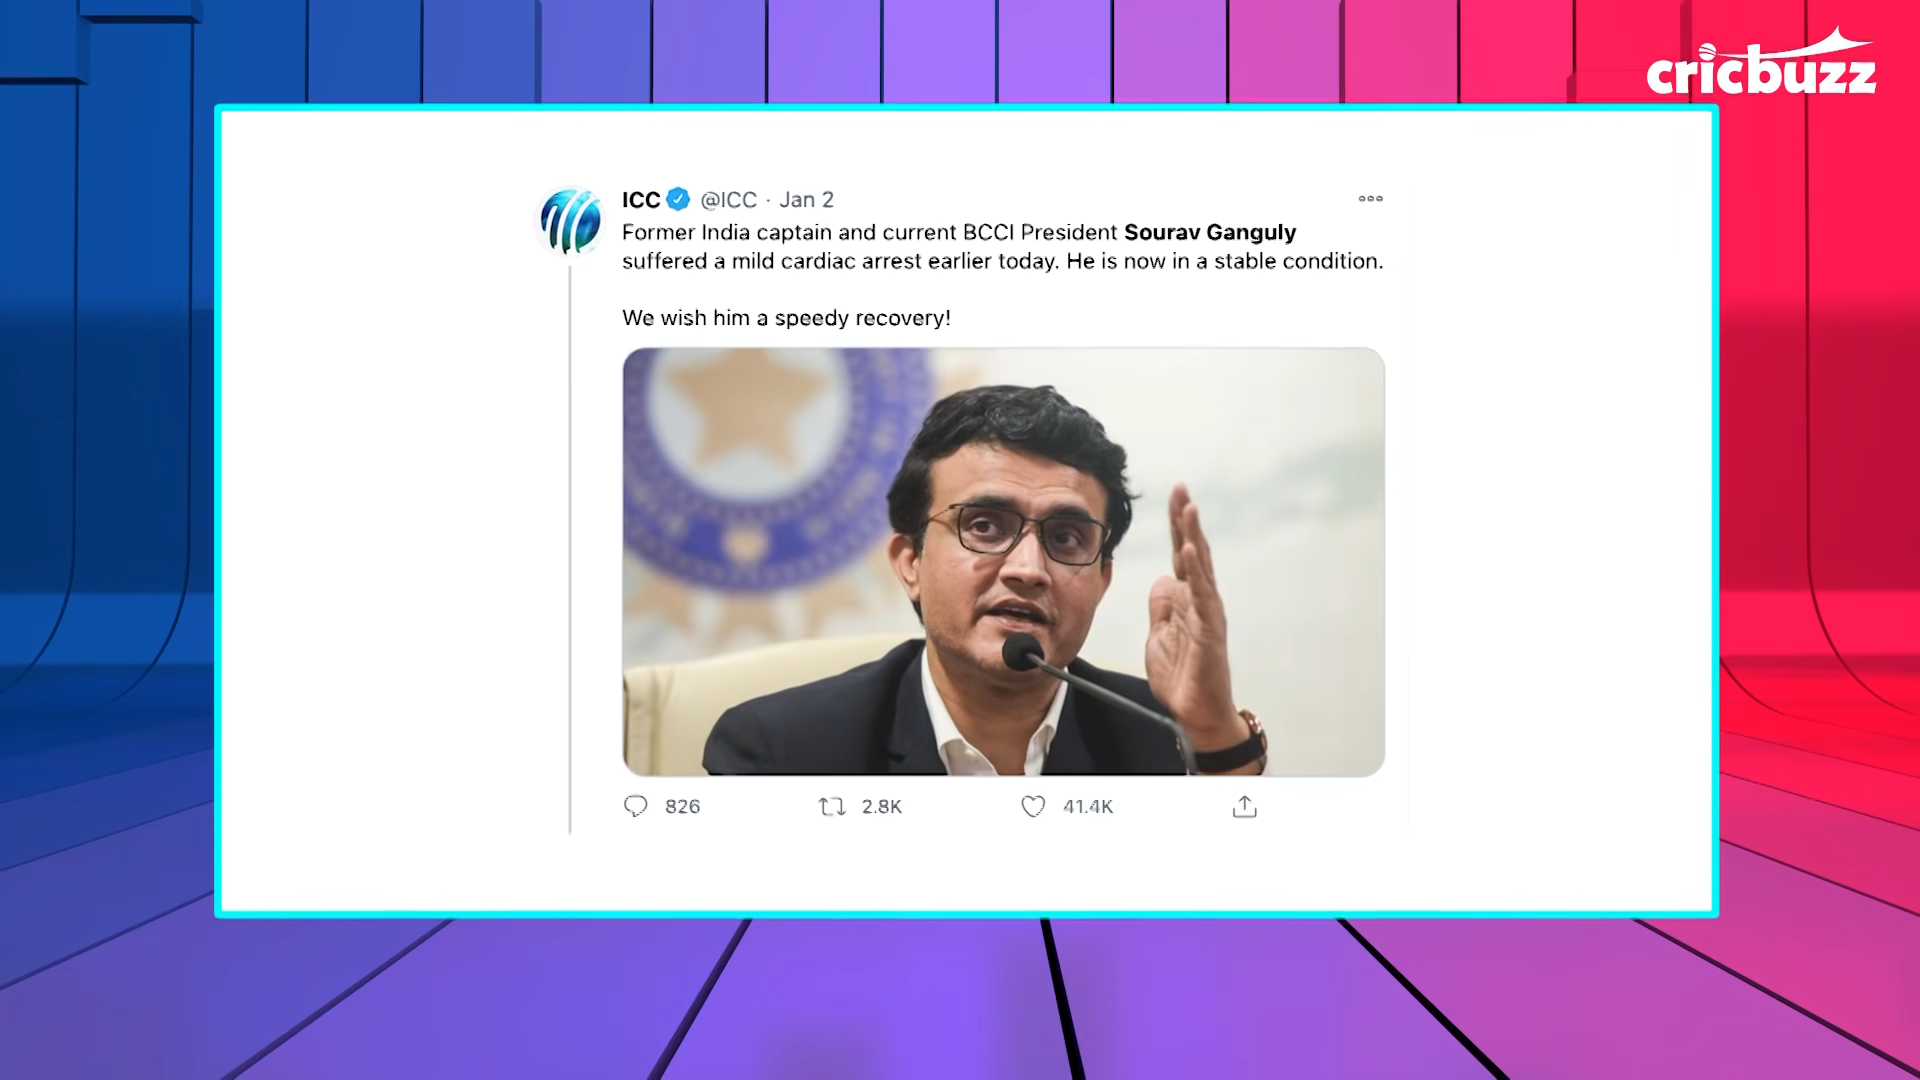 cricbuzz
ICC @ICC · Jan 2
Former India captain and current BCCI President Sourav Ganguly
suffered a mild cardiac arrest earlier today. He is now in a stable condition.
We wish him a speedy recovery!
826 2.8K 41.4K